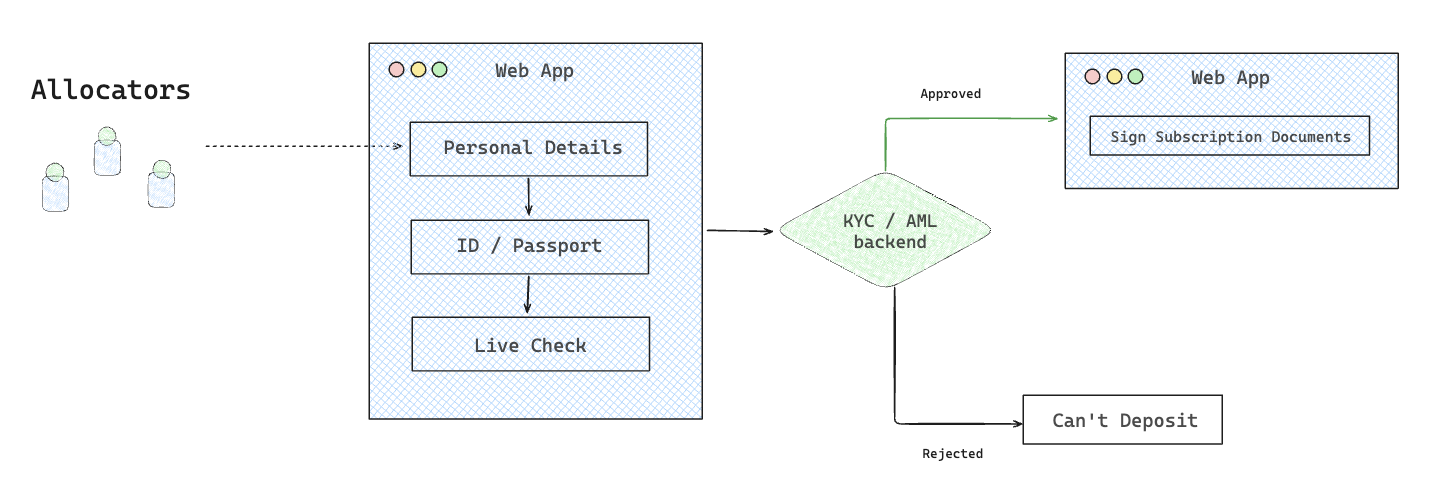 Allocators
Web App
Personal Details
ID / Passport
Live Check
KYC / AML
backend
Approved
Web App
Sign Subscription Documents
Can't Deposit
Rejected